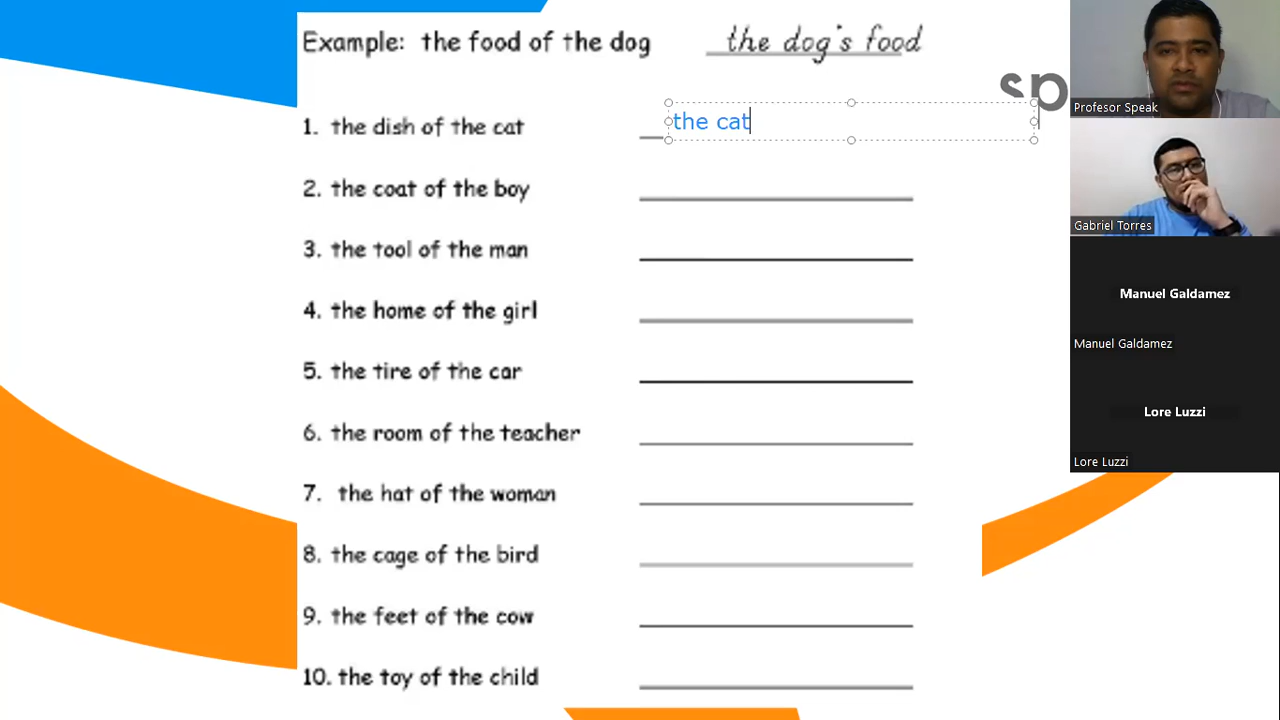 Example: the food of the dog the dog's food
sp
1. the dish of the cat the cat
2. the coat of the boy
3. the tool of the man
4. the home of the girl
5. the tire of the car
6. the room of the teacher
7. the hat of the woman
8. the cage of the bird
9. the feet of the cow
10. the toy of the child
Profesor Speak
Gabriel Torres
Manuel Galdamez
Manuel Galdamez
Lore Luzzi
Lore Luzzi